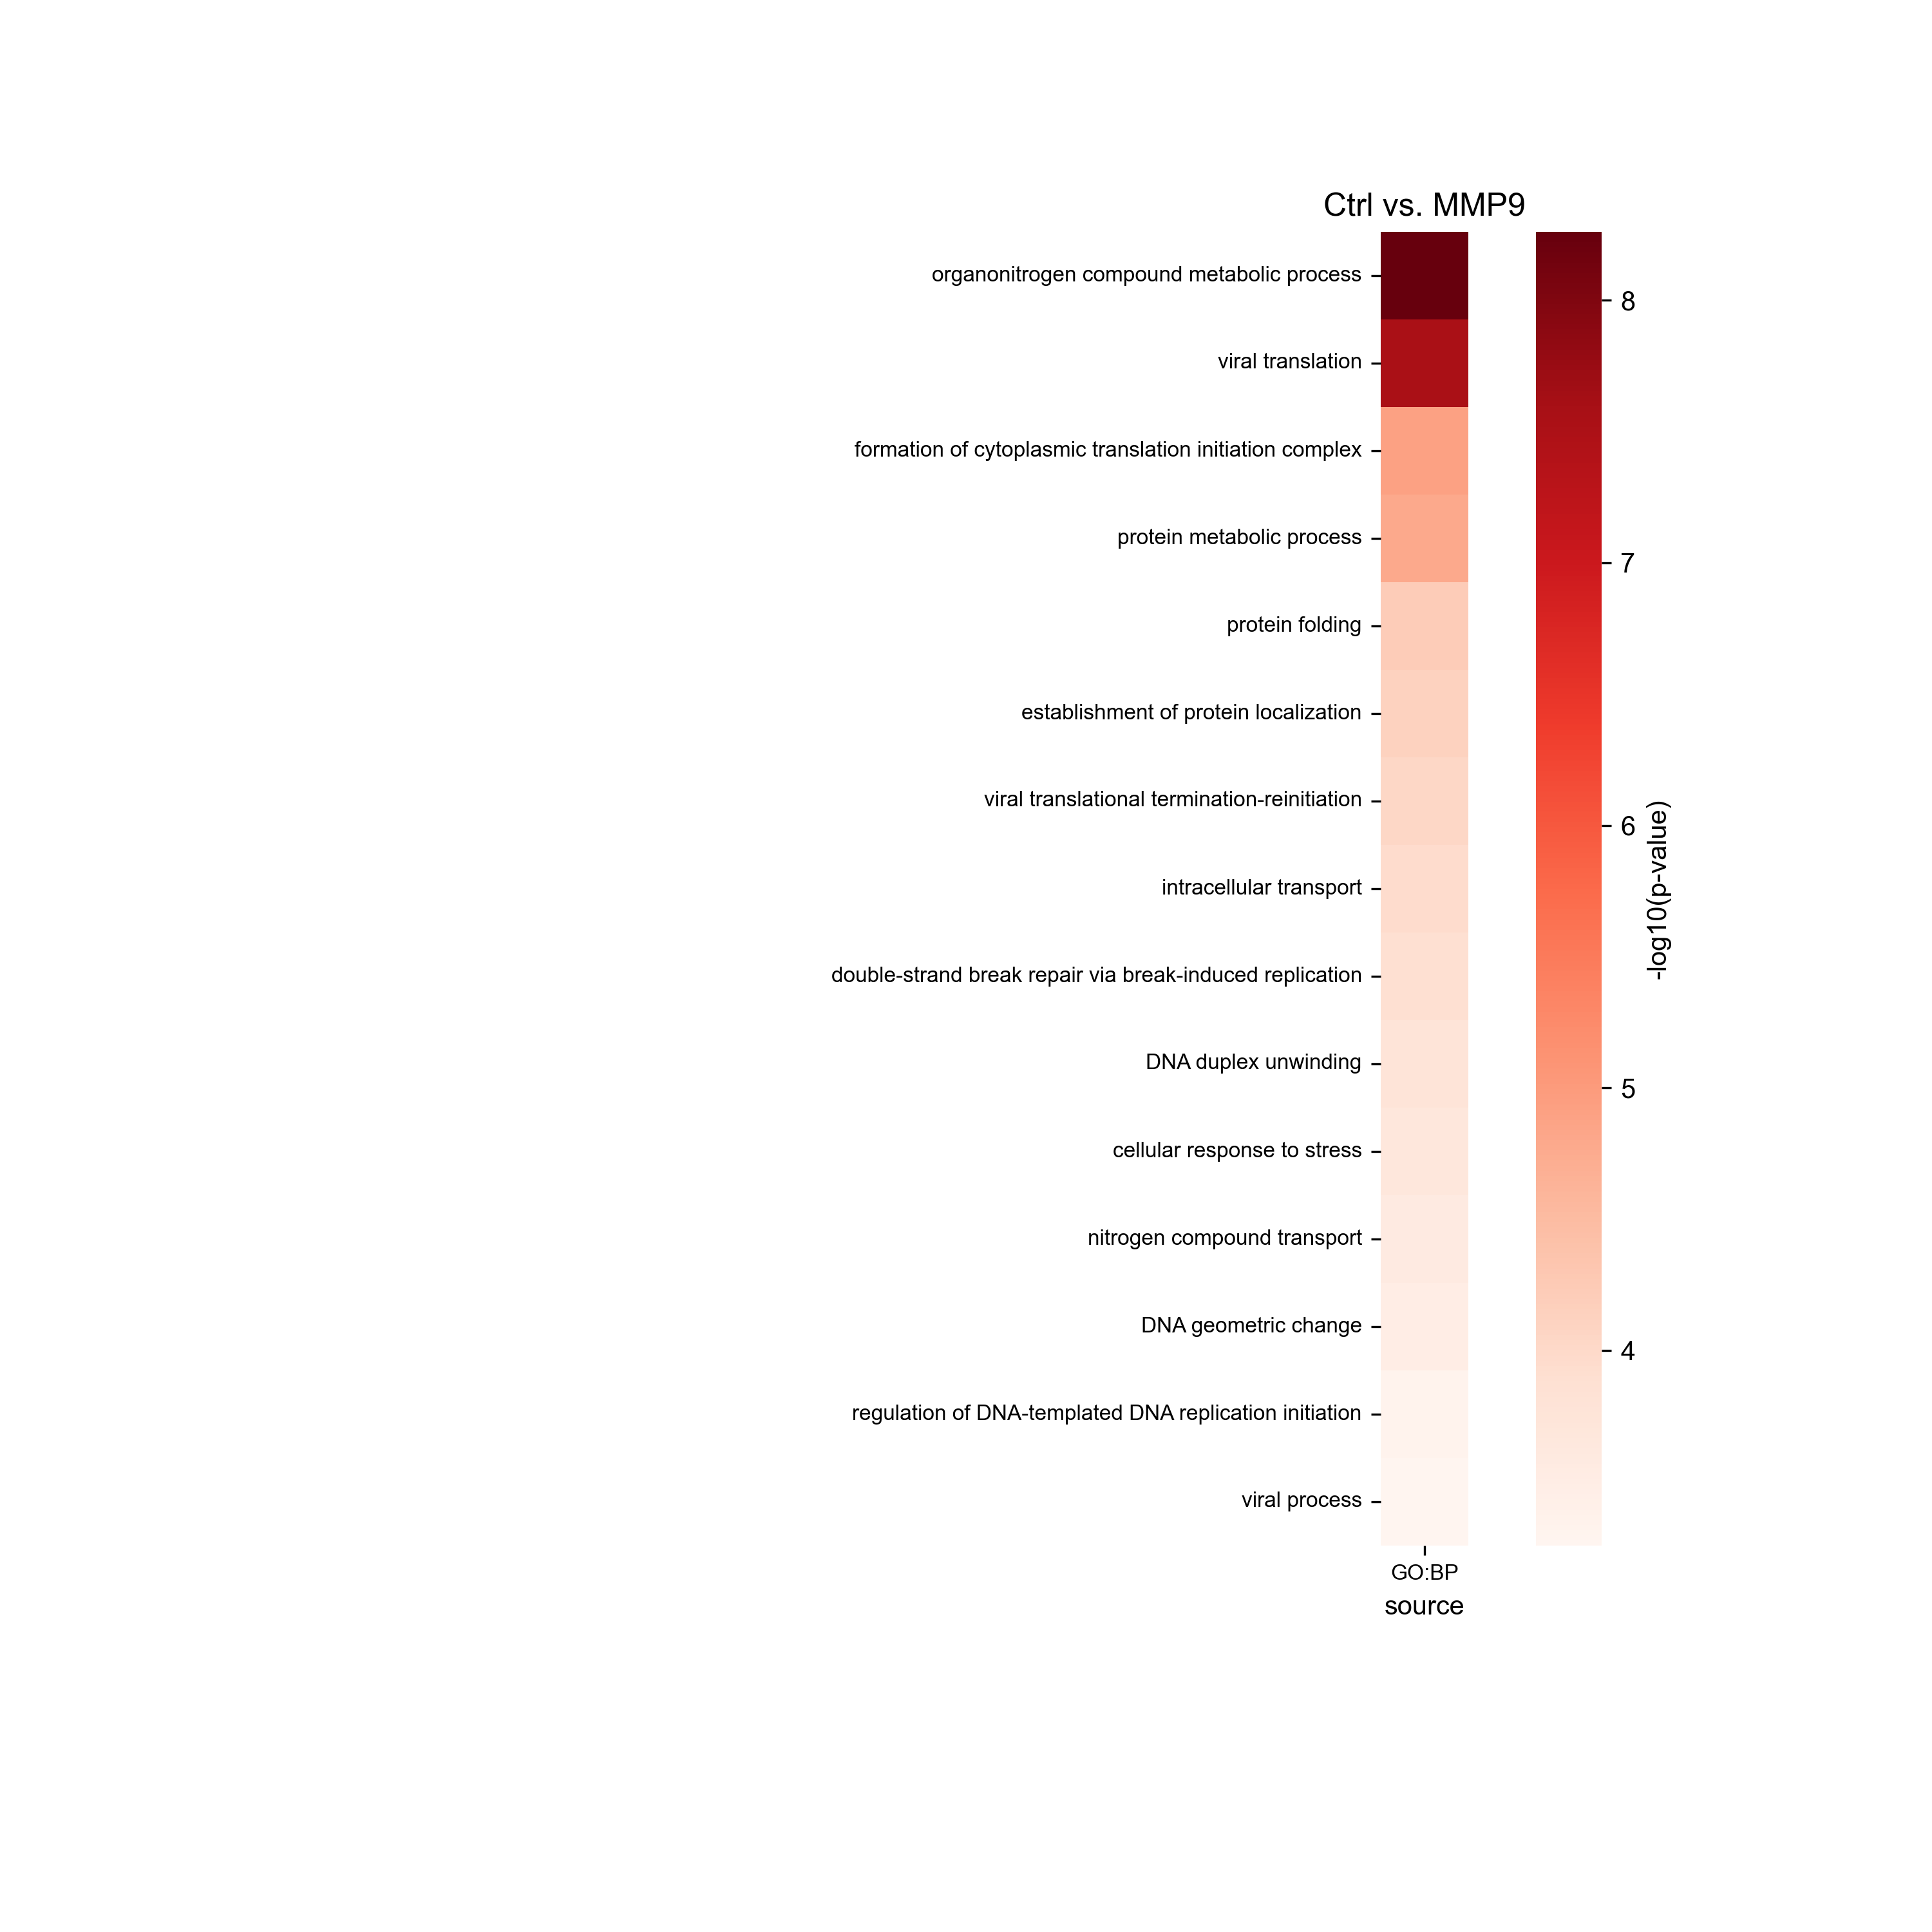 Ctrl vs. MMP9
organonitrogen compound metabolic process
viral translation
formation of cytoplasmic translation initiation complex
protein metabolic process
protein folding
establishment of protein localization
viral translational termination-reinitiation
intracellular transport
double-strand break repair via break-induced replication
DNA duplex unwinding
cellular response to stress
nitrogen compound transport
DNA geometric change
regulation of DNA-templated DNA replication initiation
viral process
GO:BP
source
8
7
6
5
4
-log10(p-value)